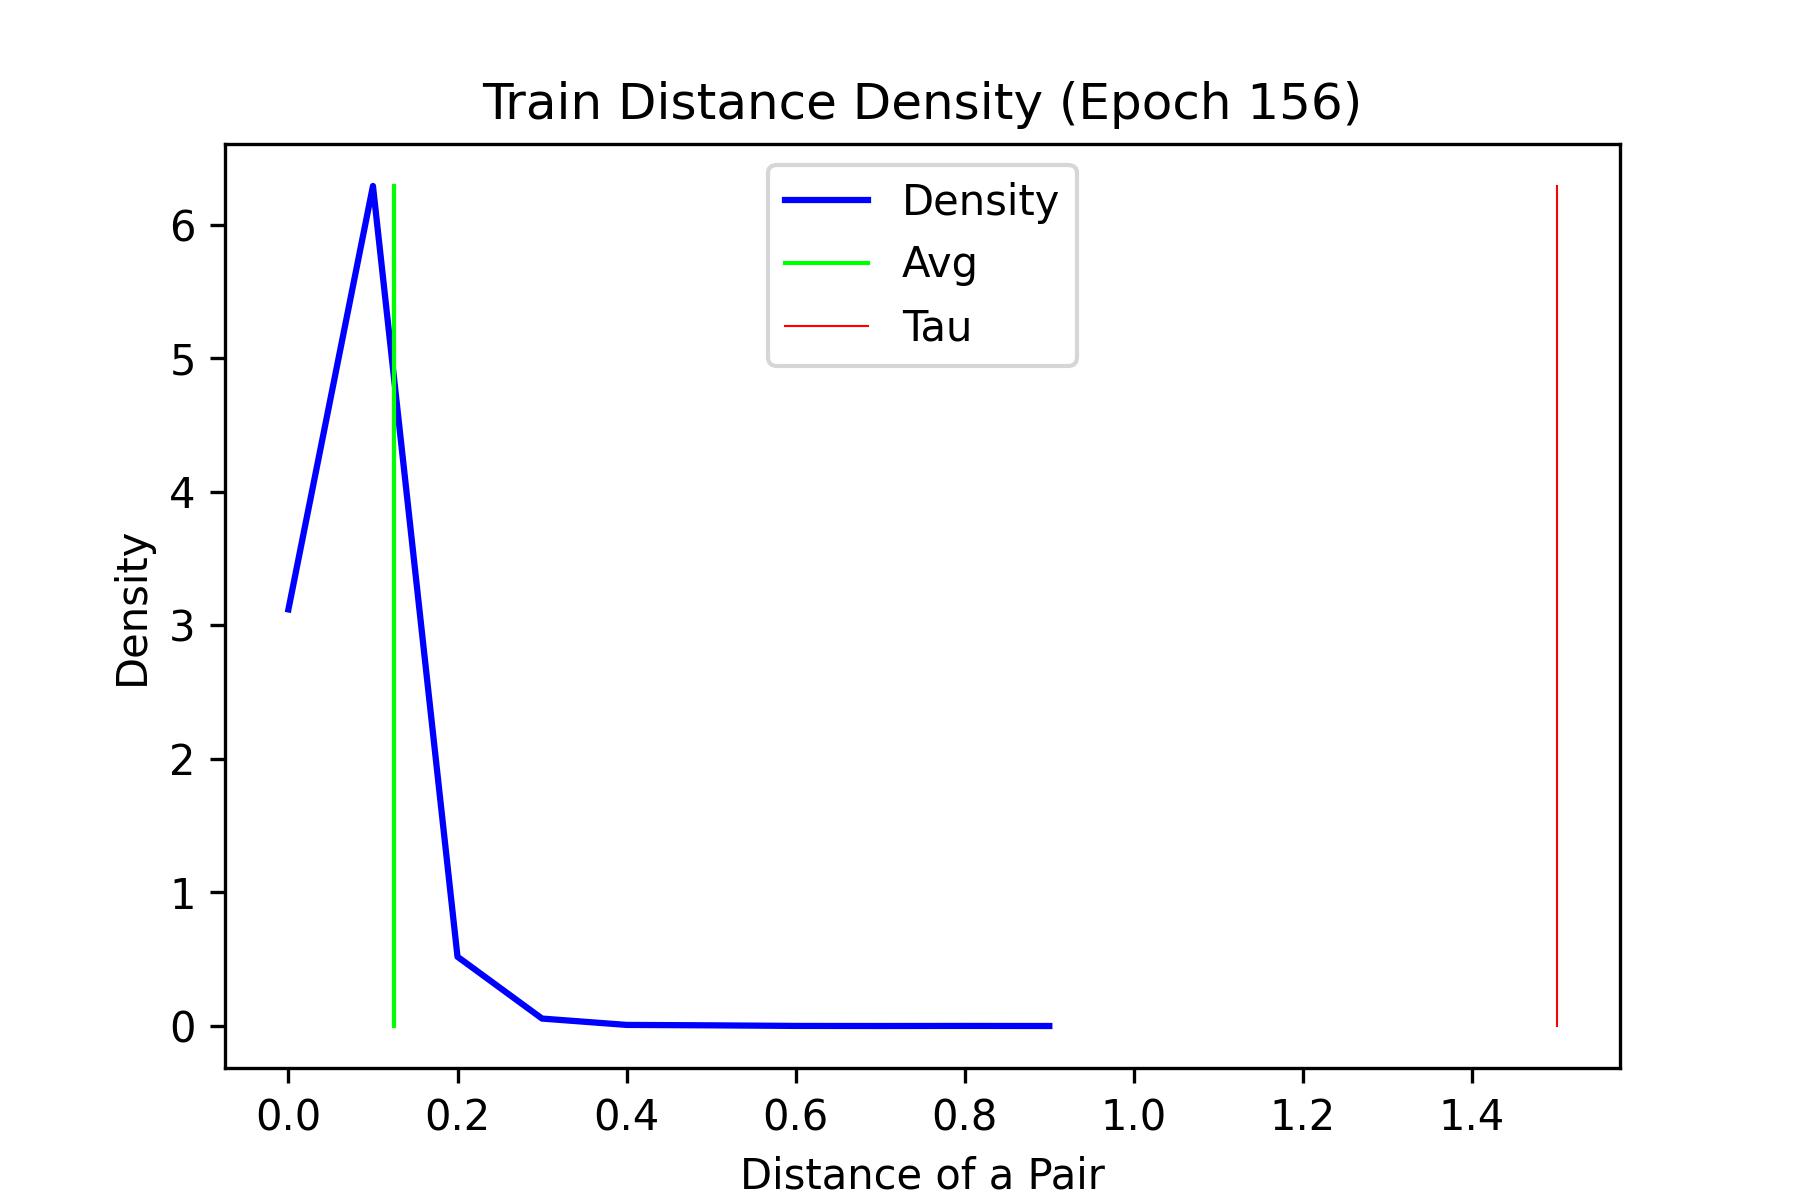 Train Distance Density (Epoch 156)
Density
Avg
Tau
Density
6
5
4
3
2
1
0
0.0 0.2 0.4 0.6 0.8 1.0 1.2 1.4
Distance of a Pair